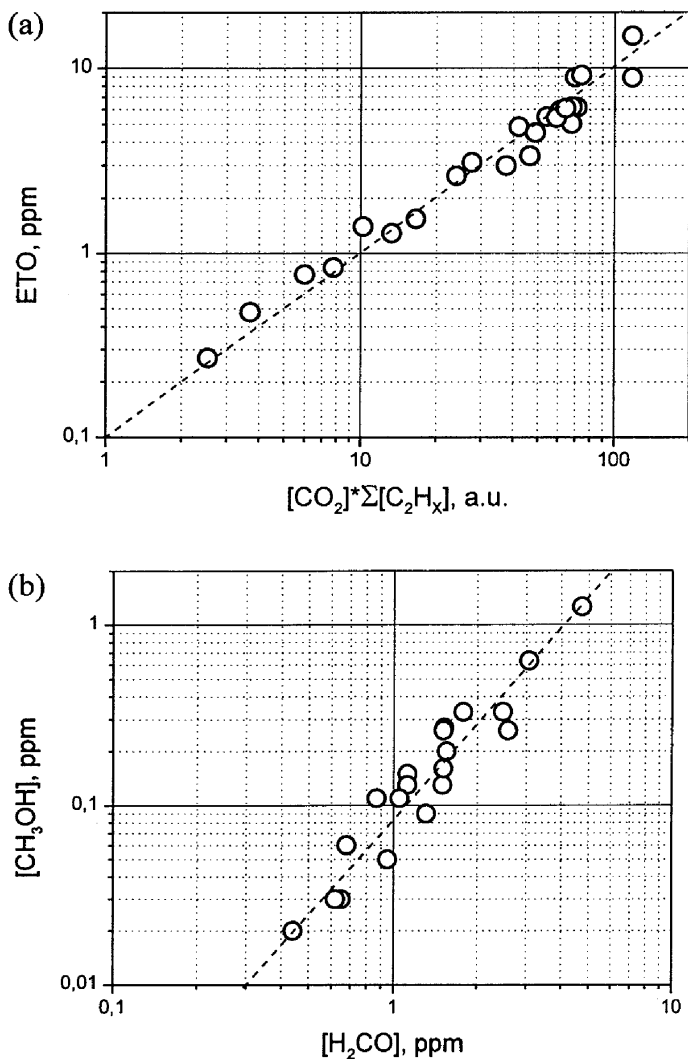 (a)
10
1
0,1
ETO, ppm
1
10
100
[CO₂]*Σ[C₂Hₓ], a.u.
(b)
1
0,1
0,01
[CH₃OH], ppm
0,1
1
10
[H₂CO], ppm